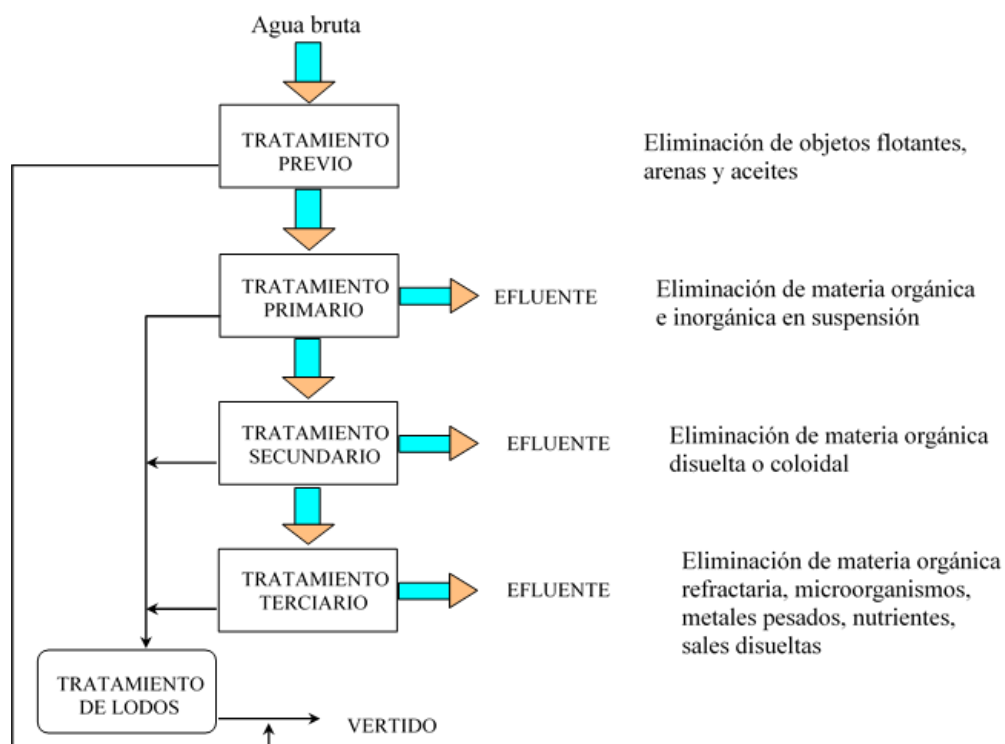 Agua bruta
TRATAMIENTO
PREVIO
Eliminación de objetos flotantes,
arenas y aceites
TRATAMIENTO
PRIMARIO
EFLUENTE
Eliminación de materia orgánica
e inorgánica en suspensión
TRATAMIENTO
SECUNDARIO
EFLUENTE
Eliminación de materia orgánica
disuelta o coloidal
TRATAMIENTO
TERCIARIO
EFLUENTE
Eliminación de materia orgánica
refractaria, microorganismos,
metales pesados, nutrientes,
sales disueltas
TRATAMIENTO
DE LODOS
VERTIDO